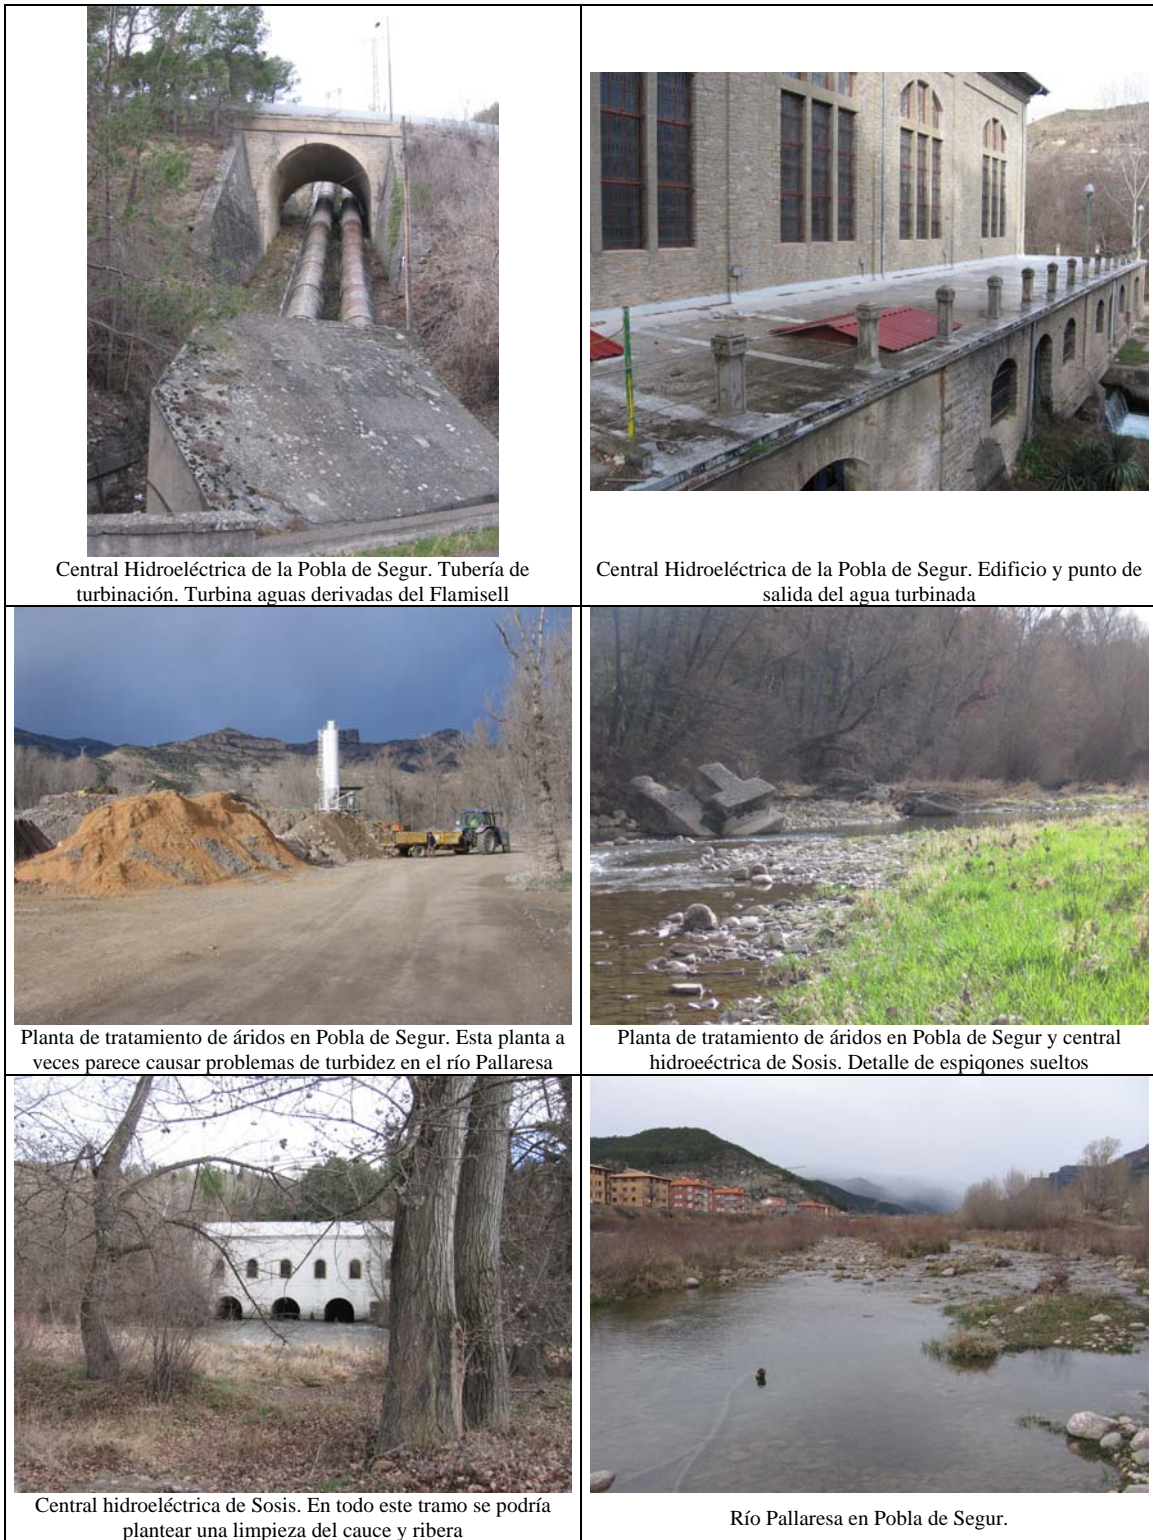 Central Hidroeléctrica de la Pobla de Segur. Tubería de
turbinación. Turbina aguas derivadas del Flamisell
Central Hidroeléctrica de la Pobla de Segur. Edificio y punto de
salida del agua turbinada
Planta de tratamiento de áridos en Pobla de Segur. Esta planta a
veces parece causar problemas de turbidez en el río Pallaresa
Planta de tratamiento de áridos en Pobla de Segur y central
hidroeéctrica de Sosis. Detalle de espiqones sueltos
Central hidroeléctrica de Sosis. En todo este tramo se podría
plantear una limpieza del cauce y ribera
Río Pallaresa en Pobla de Segur.